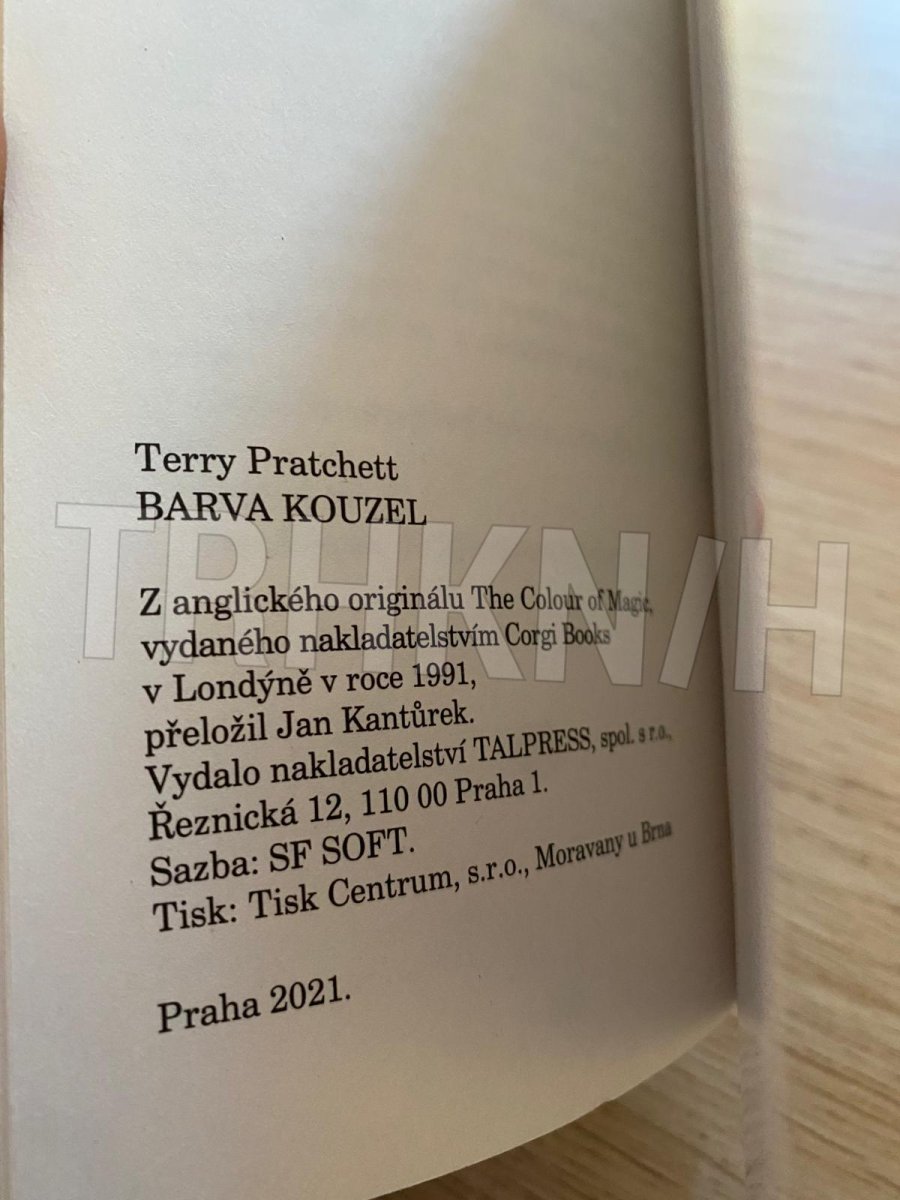 Terry Pratchett
BARVA KOUZEL
Z anglického originálu The Colour of Magic,
vydaného nakladatelstvím Corgi Books
v Londýně v roce 1991,
přeložil Jan Kantůrek.
Vydalo nakladatelství TALPRESS, spol. s r.o.,
Řeznická 12, 110 00 Praha 1.
Sazba: SF SOFT.
Tisk: Tisk Centrum, s.r.o., Moravany u Brna
Praha 2021.
TRHKNIH